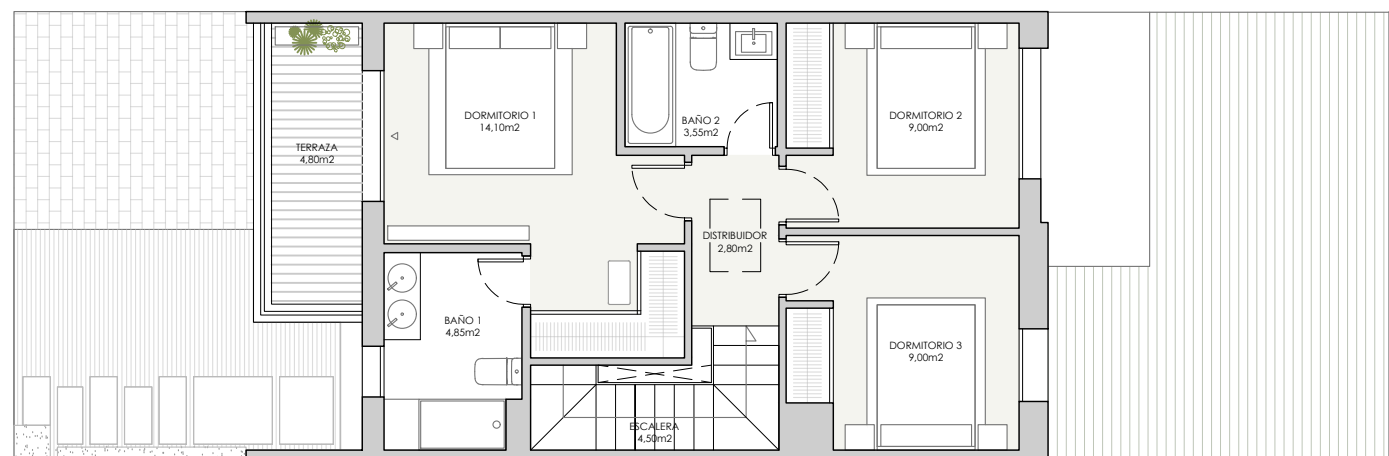 DORMITORIO 1
14,10m2
BAÑO 2
3,55m2
DORMITORIO 2
9,00m2
TERRAZA
4,80m2
DISTRIBUIDOR
2,80m2
BAÑO 1
4,85m2
DORMITORIO 3
9,00m2
ESCALERA
4,50m2